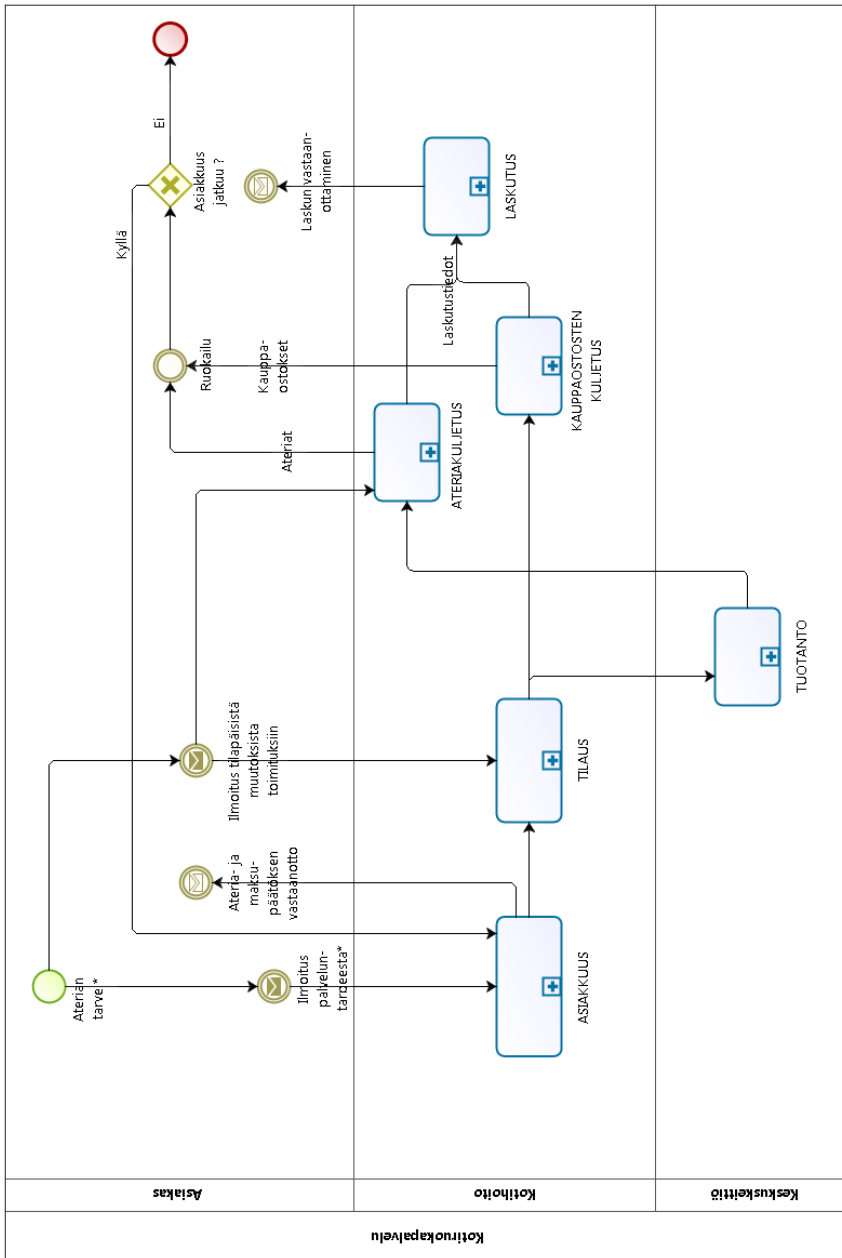 Kotiruokapalvelu
Asiakas
Aterian
tarve *
Ilmoitus
palvelun-
tarpeesta*
Ateria- ja
maksu-
päätöksen
vastaanotto
Ilmoitus tilapäisistä
muutoksista
toimituksiin
Ateriat
Ruokailu
Kauppa-
ostokset
Kyllä
Asiakkuus
jatkuu ?
Ei
Laskun vastaan-
ottaminen
Kotihoito
ASIAKKUUS
TILAUS
ATERIAKULJETUS
KAUPPAOSTOSTEN
KULJETUS
Laskutustiedot
LASKUTUS
Keskuskeittiö
TUOTANTO